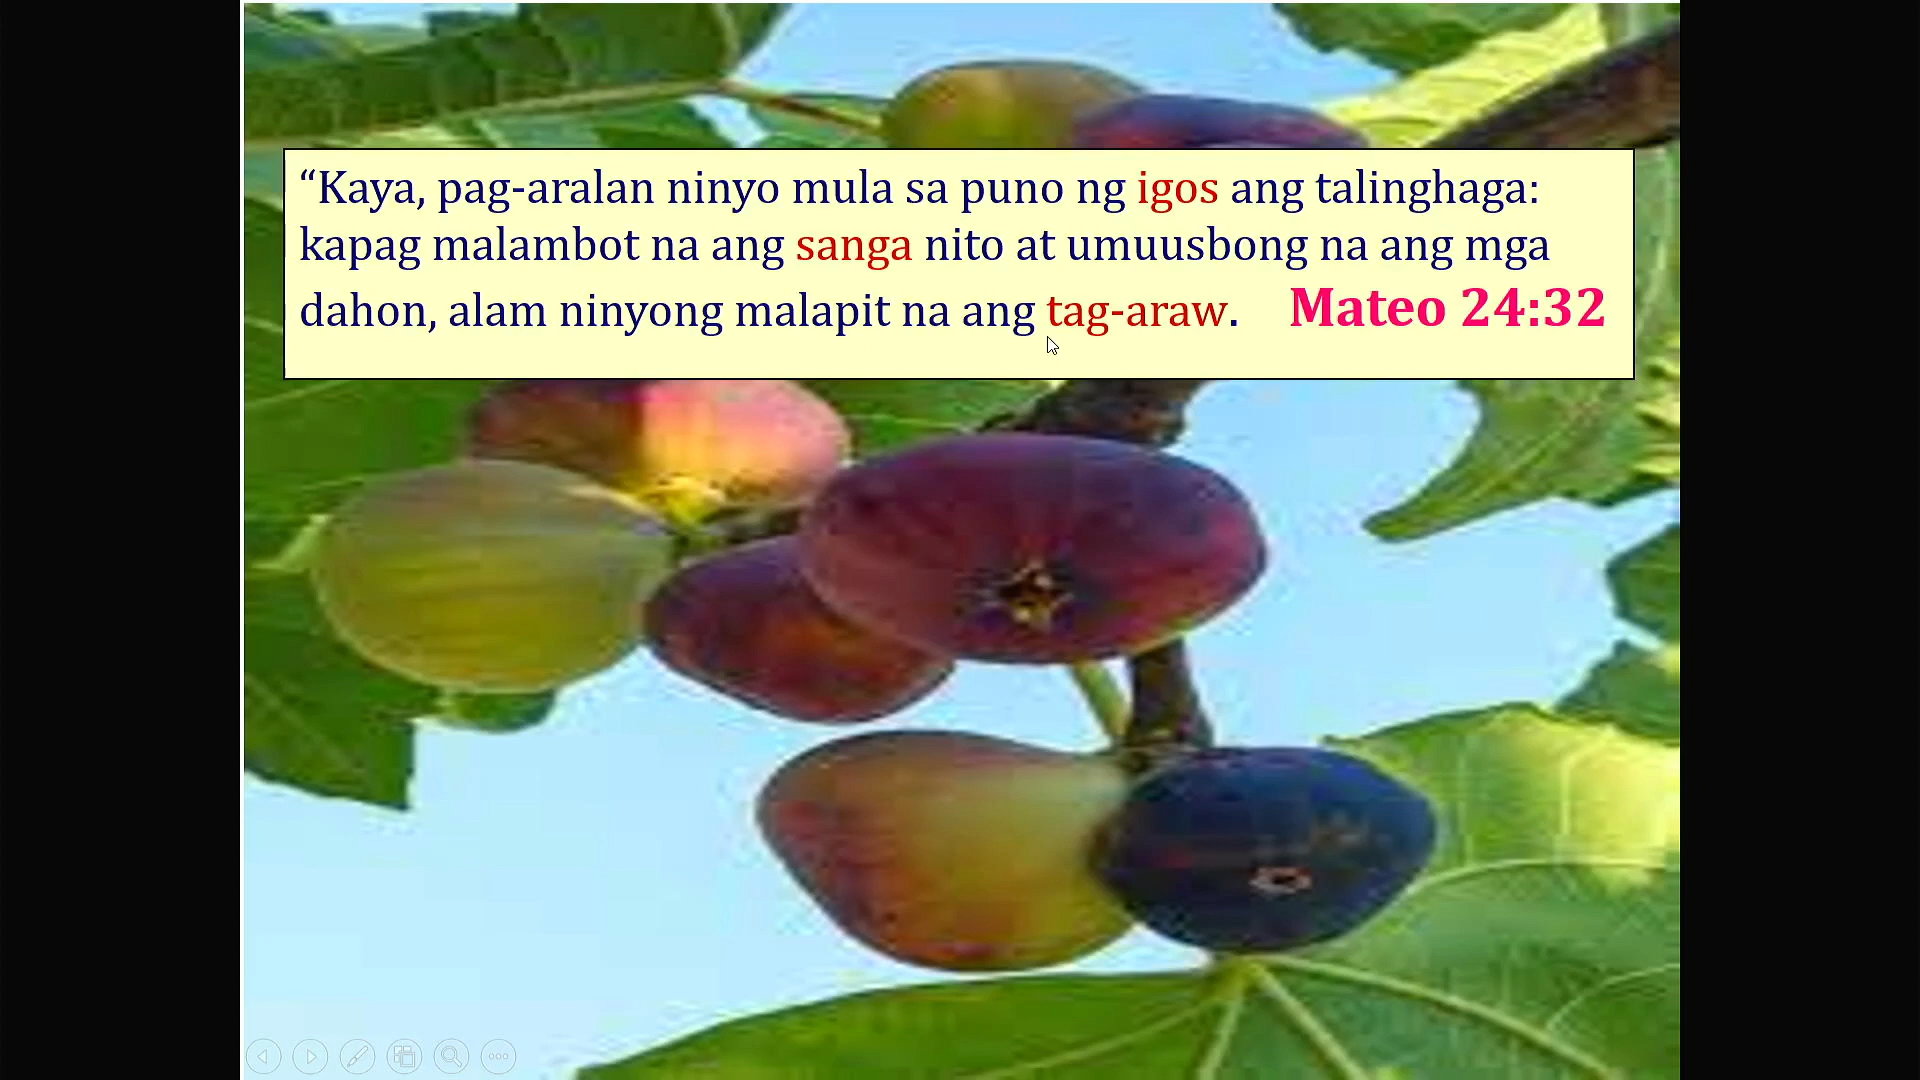 “Kaya, pag-aralan ninyo mula sa puno ng igos ang talinghaga:
kapag malambot na ang sanga nito at umuusbong na ang mga
dahon, alam ninyong malapit na ang tag-araw. Mateo 24:32